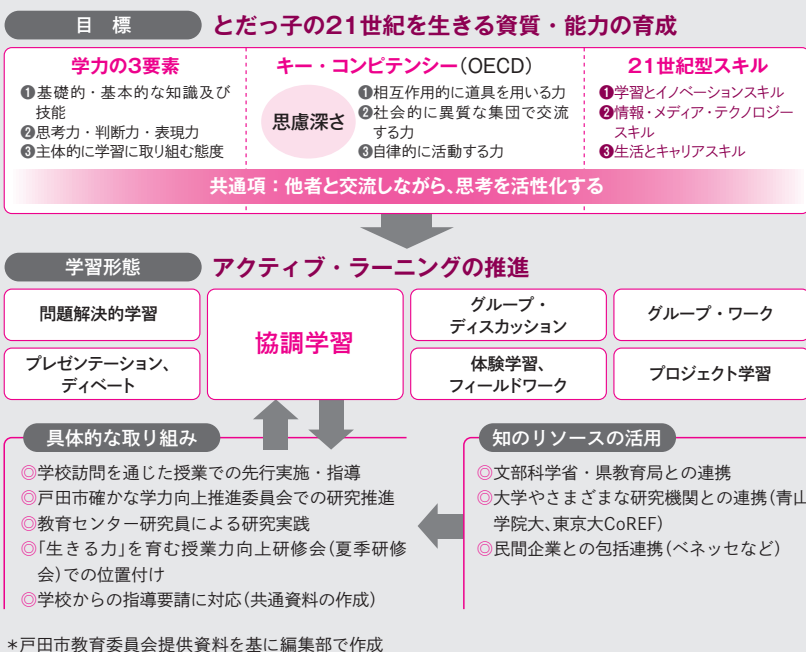 目標 とだっ子の21世紀を生きる資質・能力の育成
学力の3要素
❶基礎的・基本的な知識及び
技能
❷思考力・判断力・表現力
❸主体的に学習に取り組む態度
キー・コンピテンシー(OECD)
思慮深さ
❶相互作用的に道具を用いる力
❷社会的に異質な集団で交流
する力
❸自律的に活動する力
21世紀型スキル
❶学習とイノベーションスキル
❷情報・メディア・テクノロジー
スキル
❸生活とキャリアスキル
共通項：他者と交流しながら、思考を活性化する
学習形態 アクティブ・ラーニングの推進
問題解決的学習
プレゼンテーション、
ディベート
協調学習
グループ・
ディスカッション
グループ・ワーク
体験学習、
フィールドワーク
プロジェクト学習
具体的な取り組み
◎学校訪問を通じた授業での先行実施・指導
◎戸田市確かな学力向上推進委員会での研究推進
◎教育センター研究員による研究実践
◎「生きる力」を育む授業力向上研修会(夏季研修
会)での位置付け
◎学校からの指導要請に対応(共通資料の作成)
知のリソースの活用
◎文部科学省・県教育局との連携
◎大学やさまざまな研究機関との連携(青山
学院大、東京大CoREF)
◎民間企業との包括連携(ベネッセなど)
＊戸田市教育委員会提供資料を基に編集部で作成